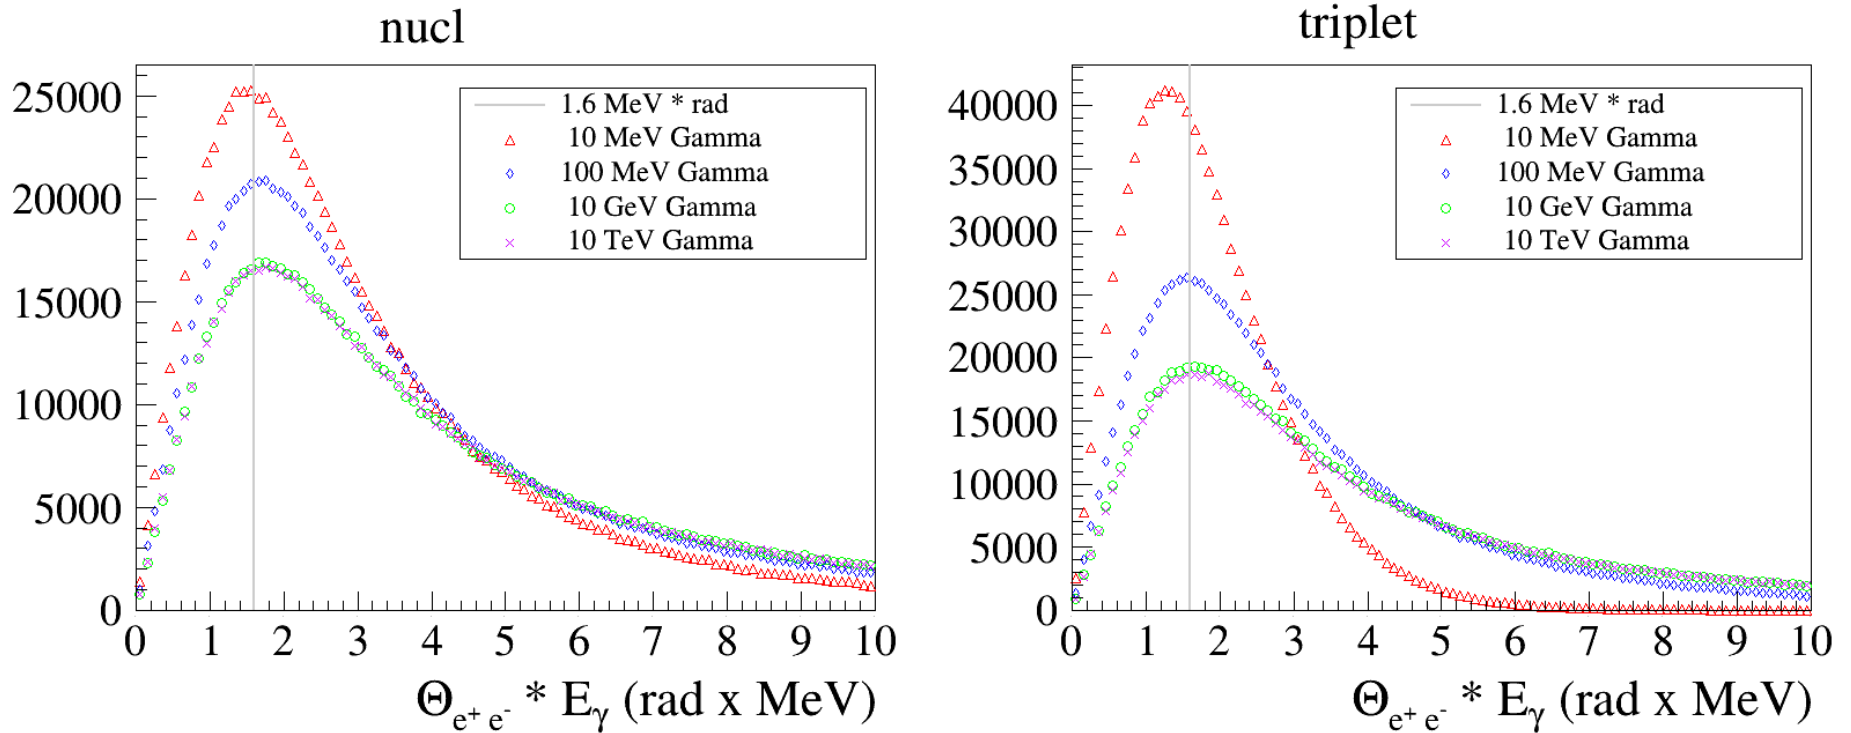 nucl
25000
20000
15000
10000
5000
0
0 1 2 3 4 5 6 7 8 9 10
1.6 MeV * rad
10 MeV Gamma
100 MeV Gamma
10 GeV Gamma
10 TeV Gamma
Θe+ e- * Eγ (rad x MeV)
triplet
40000
35000
30000
25000
20000
15000
10000
5000
0
0 1 2 3 4 5 6 7 8 9 10
1.6 MeV * rad
10 MeV Gamma
100 MeV Gamma
10 GeV Gamma
10 TeV Gamma
Θe+ e- * Eγ (rad x MeV)